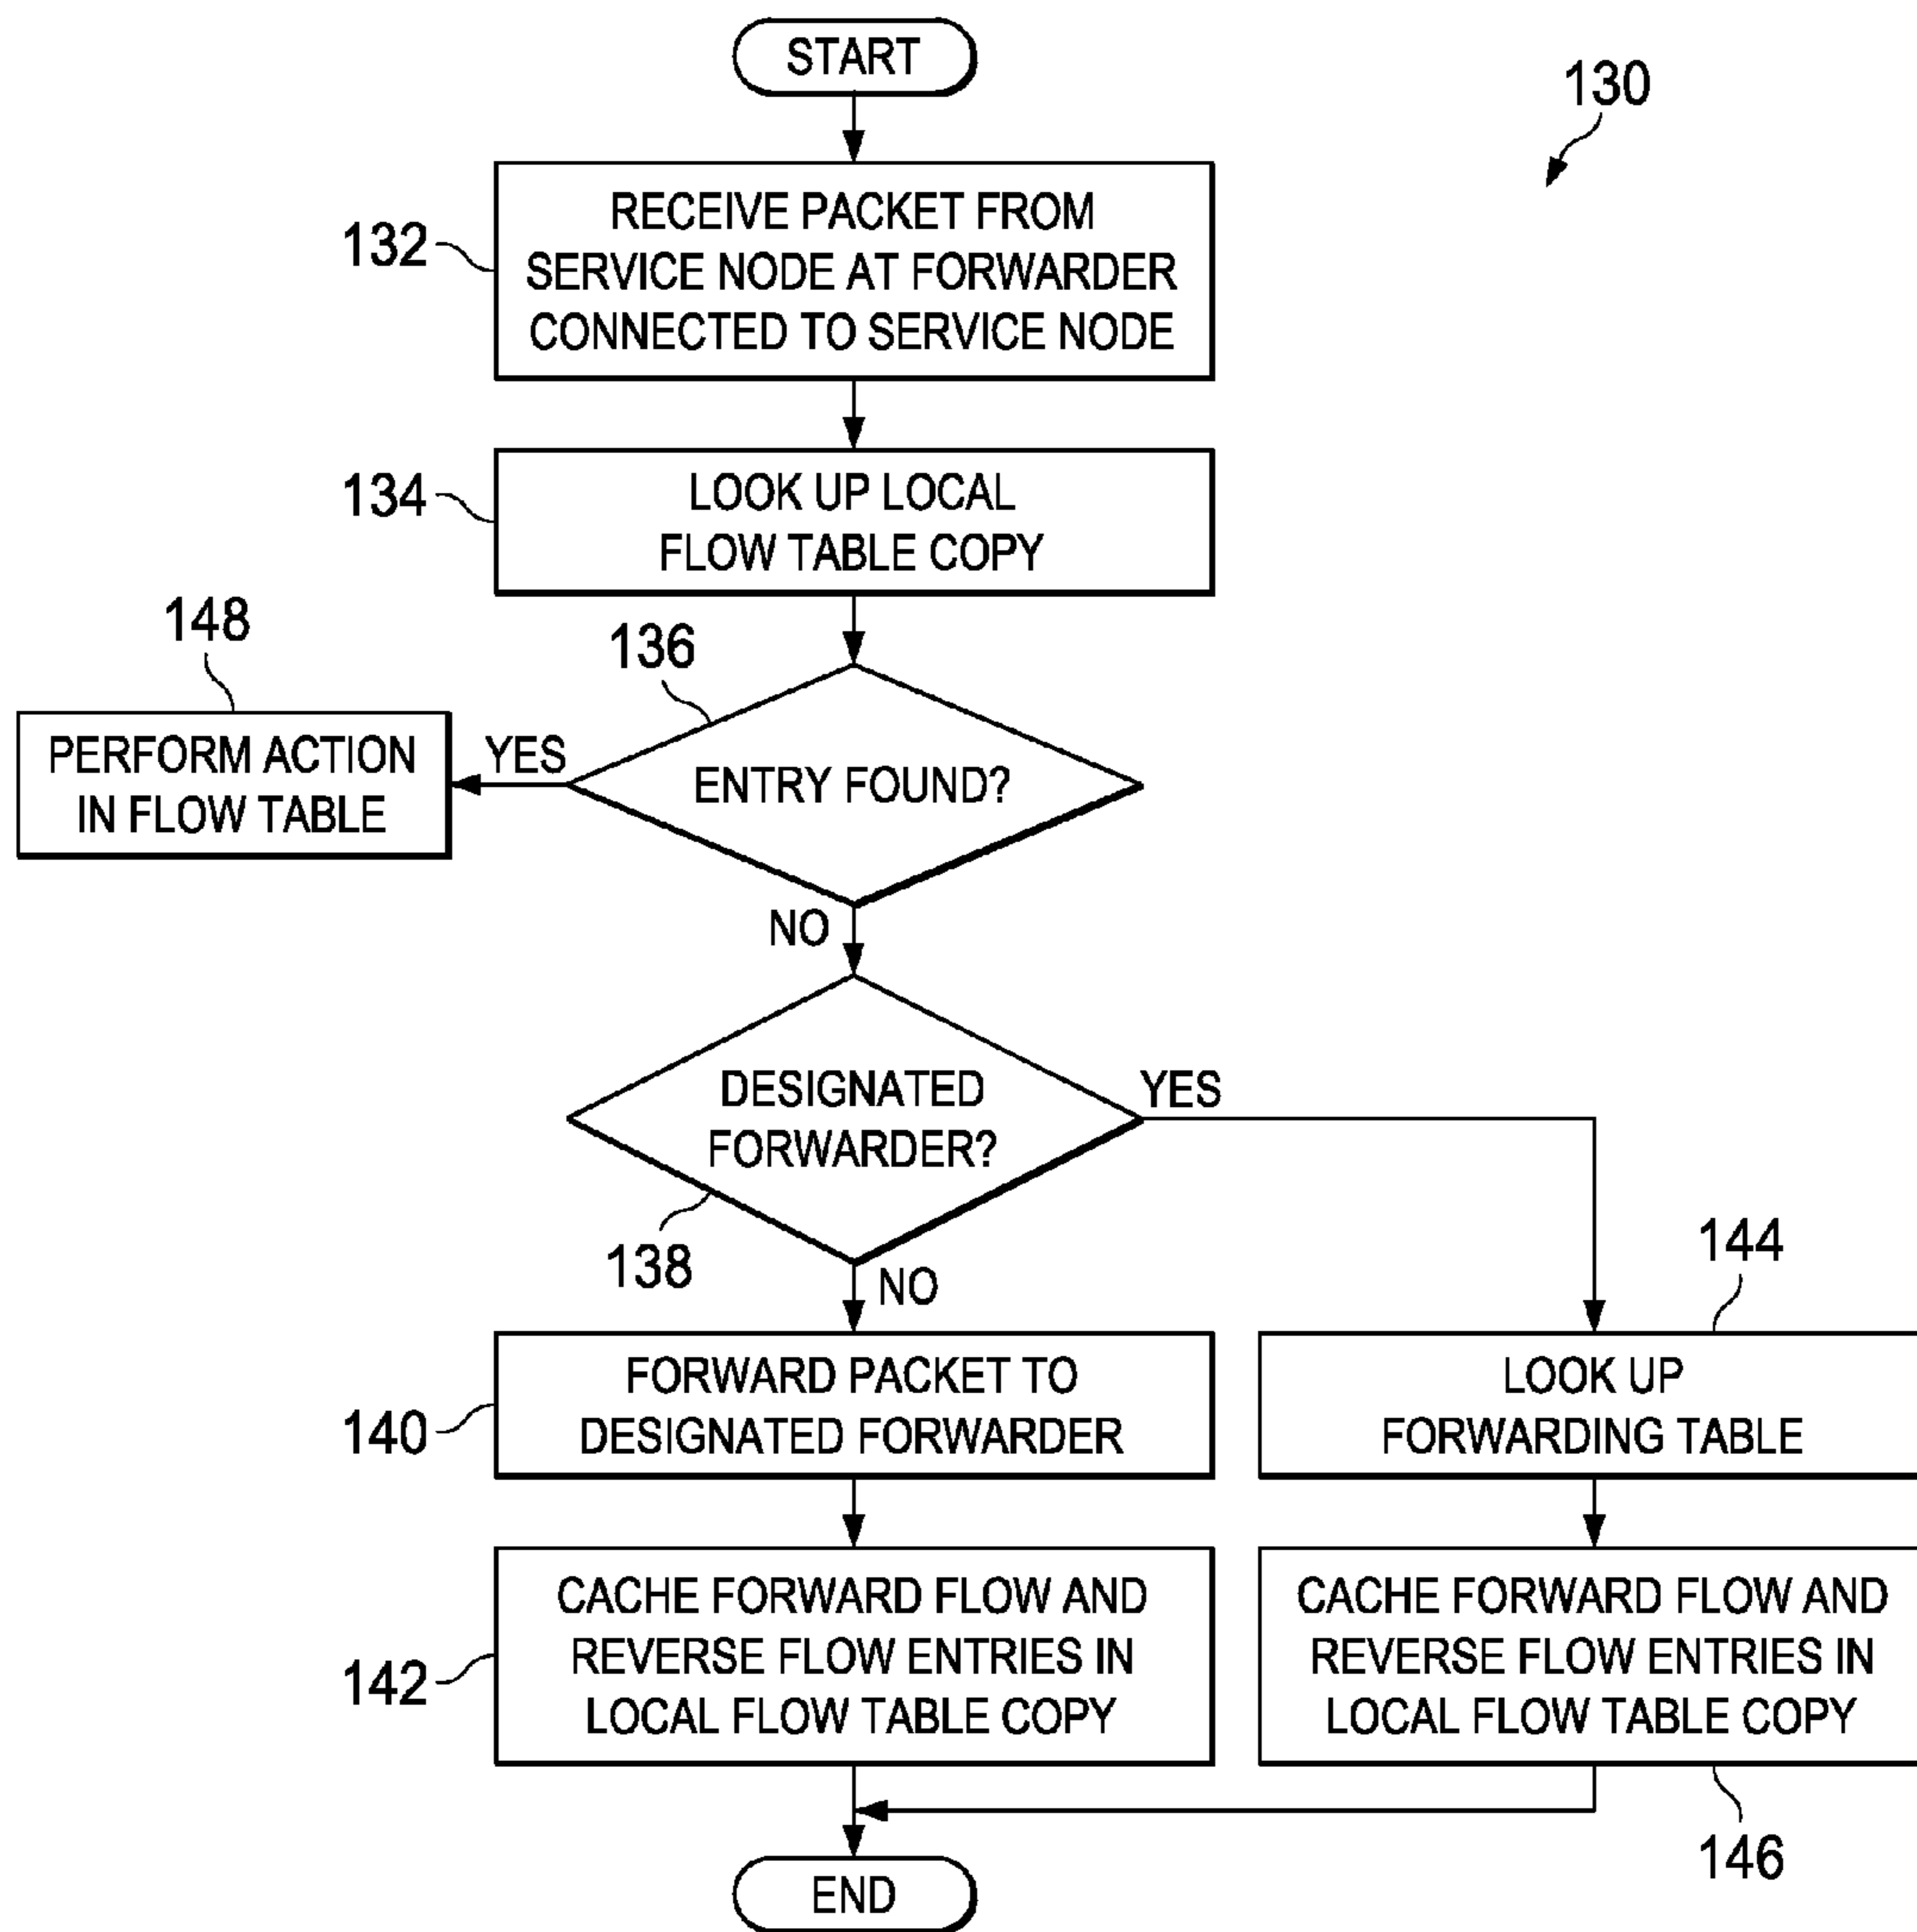 START
130
132
RECEIVE PACKET FROM
SERVICE NODE AT FORWARDER
CONNECTED TO SERVICE NODE
134
LOOK UP LOCAL
FLOW TABLE COPY
148
PERFORM ACTION
IN FLOW TABLE
YES
136
ENTRY FOUND?
NO
DESIGNATED
FORWARDER?
YES
138
NO
140
FORWARD PACKET TO
DESIGNATED FORWARDER
144
LOOK UP
FORWARDING TABLE
142
CACHE FORWARD FLOW AND
REVERSE FLOW ENTRIES IN
LOCAL FLOW TABLE COPY
CACHE FORWARD FLOW AND
REVERSE FLOW ENTRIES IN
LOCAL FLOW TABLE COPY
146
END